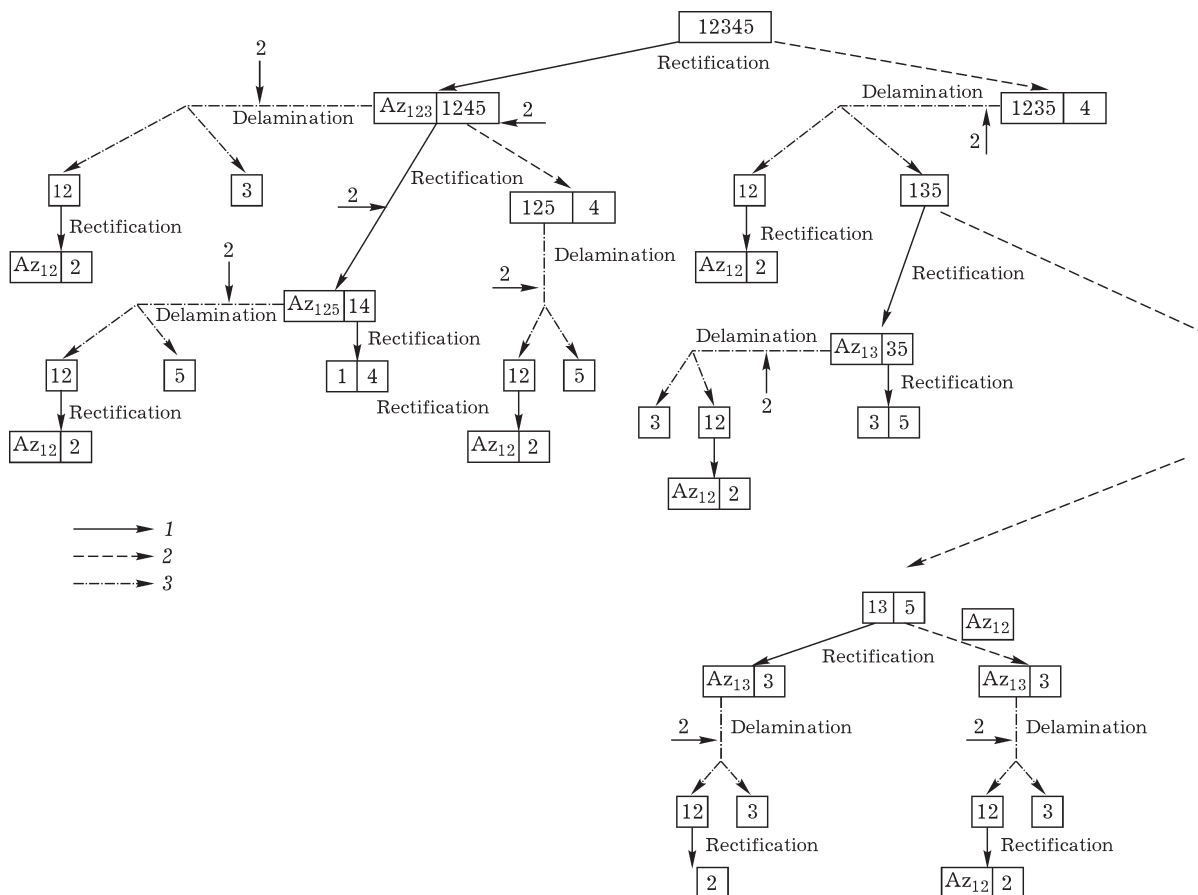 12345
Rectification
2
Delamination
Az123 1245
2
Delamination
1235 4
2
12
3
Rectification
2
12
135
Rectification
125 4
Rectification
Az12 2
2
Delamination
2
Az12 2
Rectification
Delamination
Az125 14
Rectification
Delamination
Az13 35
12
5
1 4
12
5
2
Rectification
Rectification
Rectification
3
12
3 5
Az12 2
Az12 2
Az12 2
1
2
3
13 5
Az12
Rectification
Az13 3
Az13 3
2
Delamination
2
Delamination
12
3
12
3
Rectification
Rectification
2
Az12 2